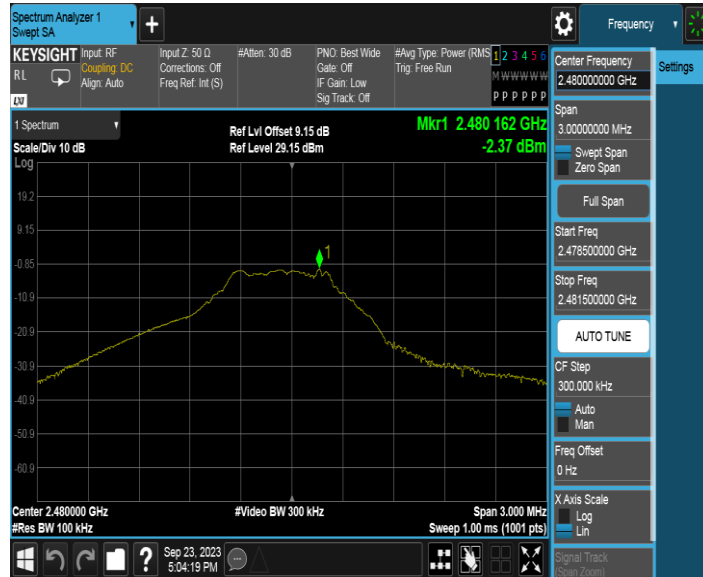 Spectrum Analyzer 1
Swept SA
Frequency
KEYSIGHT
RL
LXI
Input: RF
Coupling: DC
Align: Auto
Input Z: 50 Ω
Corrections: Off
Freq Ref: Int (S)
#Atten: 30 dB
PNO: Best Wide
Gate: Off
IF Gain: Low
Sig Track: Off
#Avg Type: Power (RMS
Trig: Free Run
1 2 3 4 5 6
M W W W W W
P P P P P P
1 Spectrum
Scale/Div 10 dB
Ref Lvl Offset 9.15 dB
Ref Level 29.15 dBm
Mkr1 2.480 162 GHz
-2.37 dBm
Log
19.2
9.15
-0.85
-10.9
-20.9
-30.9
-40.9
-50.9
-60.9
1
Center 2.480000 GHz
#Res BW 100 kHz
#Video BW 300 kHz
Span 3.000 MHz
Sweep 1.00 ms (1001 pts)
Center Frequency
2.480000000 GHz
Settings
Span
3.00000000 MHz
Swept Span
Zero Span
Full Span
Start Freq
2.478500000 GHz
Stop Freq
2.481500000 GHz
AUTO TUNE
CF Step
300.000 kHz
Auto
Man
Freq Offset
0 Hz
X Axis Scale
Log
Lin
Signal Track
(Span Zoom)
?
Sep 23, 2023
5:04:19 PM